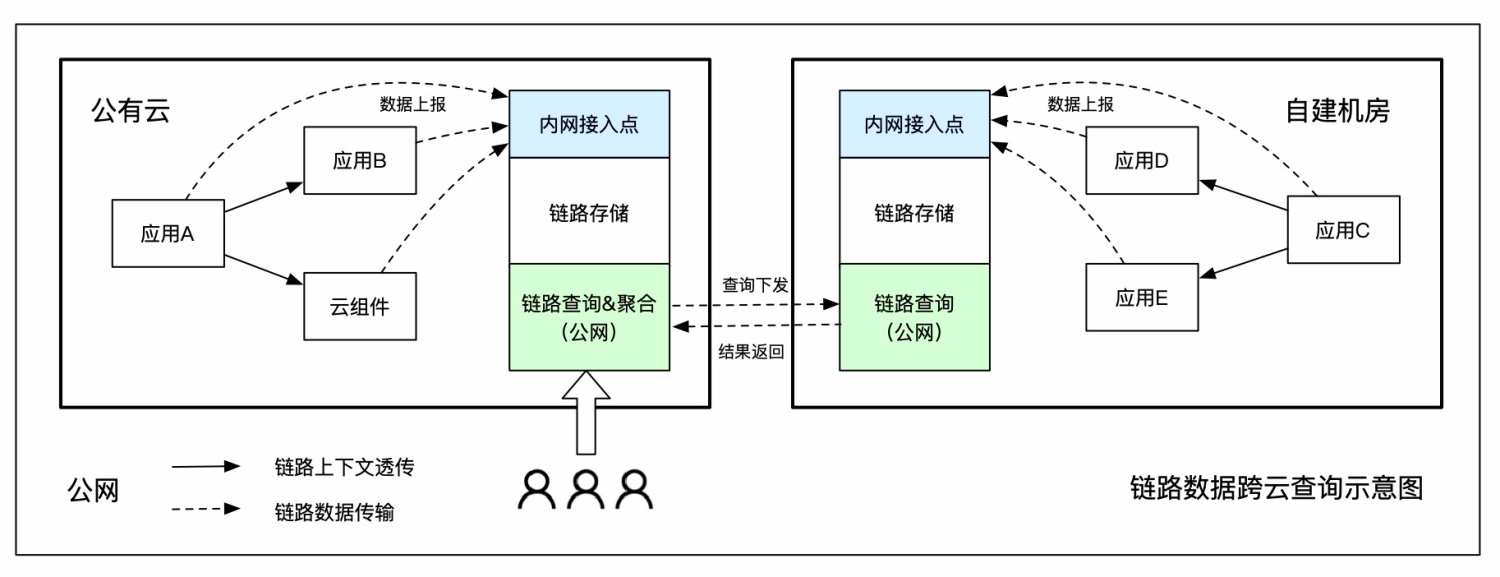 公有云
数据上报
应用B
应用A
云组件
内网接入点
链路存储
链路查询&聚合
（公网）
查询下发
结果返回
内网接入点
链路存储
链路查询
（公网）
数据上报
自建机房
应用D
应用C
应用E
公网
链路上下文透传
链路数据传输
链路数据跨云查询示意图